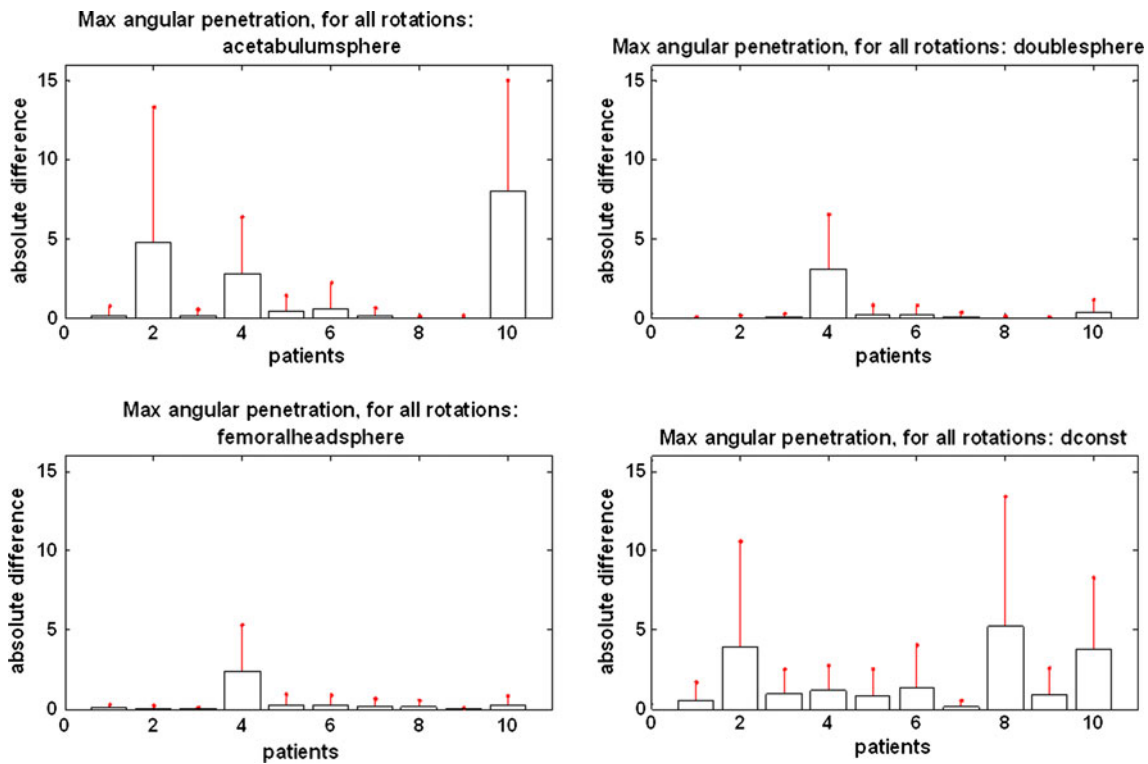 Max angular penetration, for all rotations:
acetabulumsphere
15
10
5
0
absolute difference
0 2 4 6 8 10
patients
Max angular penetration, for all rotations: doublesphere
15
10
5
0
absolute difference
0 2 4 6 8 10
patients
Max angular penetration, for all rotations:
femoralheadsphere
15
10
5
0
absolute difference
0 2 4 6 8 10
patients
Max angular penetration, for all rotations: dconst
15
10
5
0
absolute difference
0 2 4 6 8 10
patients